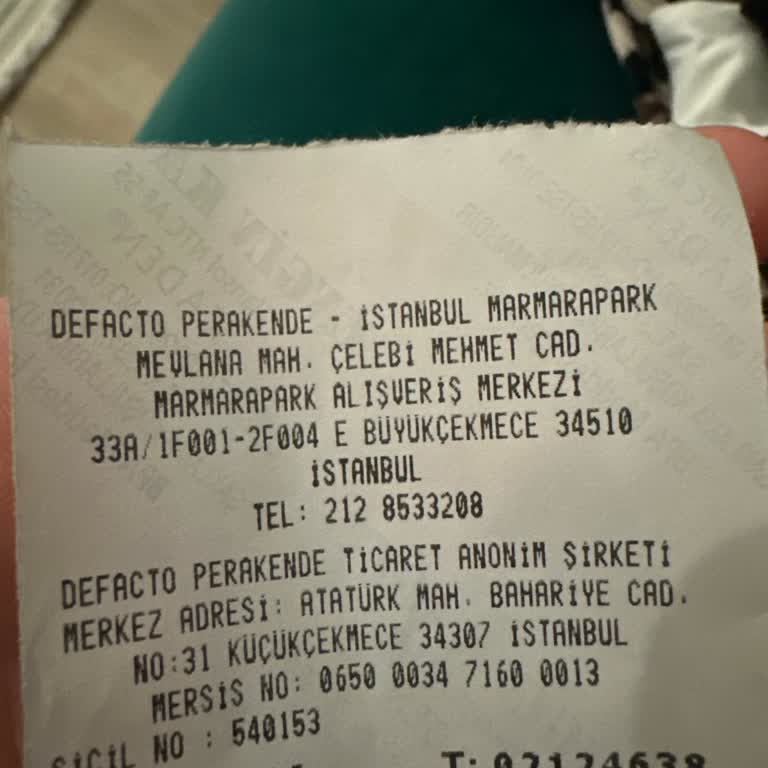 DEFACTO PERAKENDE - İSTANBUL MARMARAPARK
MEVLANA MAH. ÇELEBİ MEHMET CAD.
MARMARAPARK ALIŞVERİŞ MERKEZİ
33A/1F001-2F004 E BÜYÜKÇEKMECE 34510
İSTANBUL
TEL: 212 8533208
DEFACTO PERAKENDE TİCARET ANONİM ŞİRKETİ
MERKEZ ADRESİ: ATATÜRK MAH. BAHARİYE CAD.
NO:31 KÜÇÜKÇEKMECE 34307 İSTANBUL
MERSİS NO: 0650 0034 7160 0013
SİCİL NO : 540153
T: 02124638